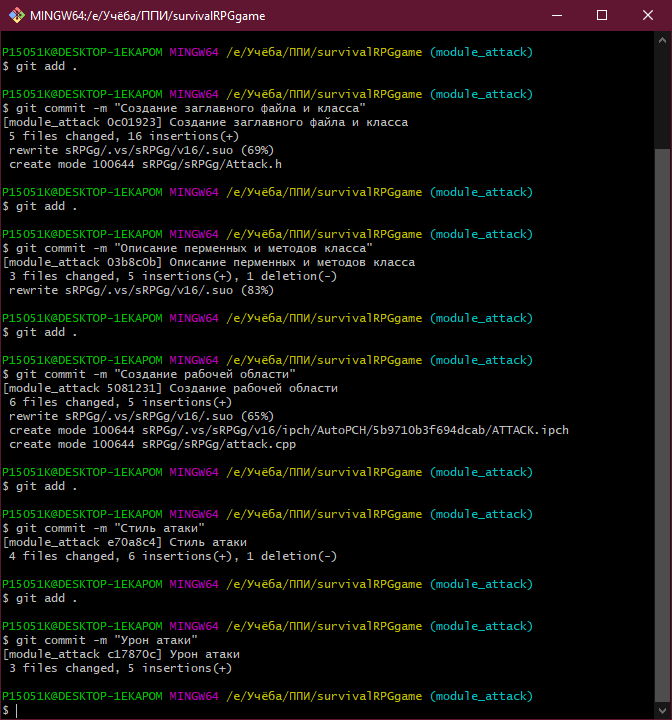 MINGW64:/e/Учёба/ППИ/survivalRPGgame
P15051K@DESKTOP-1EKAPOM MINGW64 /e/Учёба/ППИ/survivalRPGgame (module_attack)
$ git add .
P15051K@DESKTOP-1EKAPOM MINGW64 /e/Учёба/ППИ/survivalRPGgame (module_attack)
$ git commit -m "Создание заглавного файла и класса"
[module_attack 0c01923] Создание заглавного файла и класса
5 files changed, 16 insertions(+)
rewrite sRPGg/.vs/sRPGg/v16/.suo (69%)
create mode 100644 sRPGg/sRPGg/Attack.h
P15051K@DESKTOP-1EKAPOM MINGW64 /e/Учёба/ППИ/survivalRPGgame (module_attack)
$ git add .
P15051K@DESKTOP-1EKAPOM MINGW64 /e/Учёба/ППИ/survivalRPGgame (module_attack)
$ git commit -m "Описание перменных и методов класса"
[module_attack 03b8c0b] Описание перменных и методов класса
3 files changed, 5 insertions(+), 1 deletion(-)
rewrite sRPGg/.vs/sRPGg/v16/.suo (83%)
P15051K@DESKTOP-1EKAPOM MINGW64 /e/Учёба/ППИ/survivalRPGgame (module_attack)
$ git add .
P15051K@DESKTOP-1EKAPOM MINGW64 /e/Учёба/ППИ/survivalRPGgame (module_attack)
$ git commit -m "Создание рабочей области"
[module_attack 5081231] Создание рабочей области
6 files changed, 5 insertions(+)
rewrite sRPGg/.vs/sRPGg/v16/.suo (65%)
create mode 100644 sRPGg/.vs/sRPGg/v16/ipch/AutoPCH/5b9710b3f694dcab/ATTACK.ipch
create mode 100644 sRPGg/sRPGg/attack.cpp
P15051K@DESKTOP-1EKAPOM MINGW64 /e/Учёба/ППИ/survivalRPGgame (module_attack)
$ git add .
P15051K@DESKTOP-1EKAPOM MINGW64 /e/Учёба/ППИ/survivalRPGgame (module_attack)
$ git commit -m "Стиль атаки"
[module_attack e70a8c4] Стиль атаки
4 files changed, 6 insertions(+), 1 deletion(-)
P15051K@DESKTOP-1EKAPOM MINGW64 /e/Учёба/ППИ/survivalRPGgame (module_attack)
$ git add .
P15051K@DESKTOP-1EKAPOM MINGW64 /e/Учёба/ППИ/survivalRPGgame (module_attack)
$ git commit -m "Урон атаки"
[module_attack c17870c] Урон атаки
3 files changed, 5 insertions(+)
P15051K@DESKTOP-1EKAPOM MINGW64 /e/Учёба/ППИ/survivalRPGgame (module_attack)
$